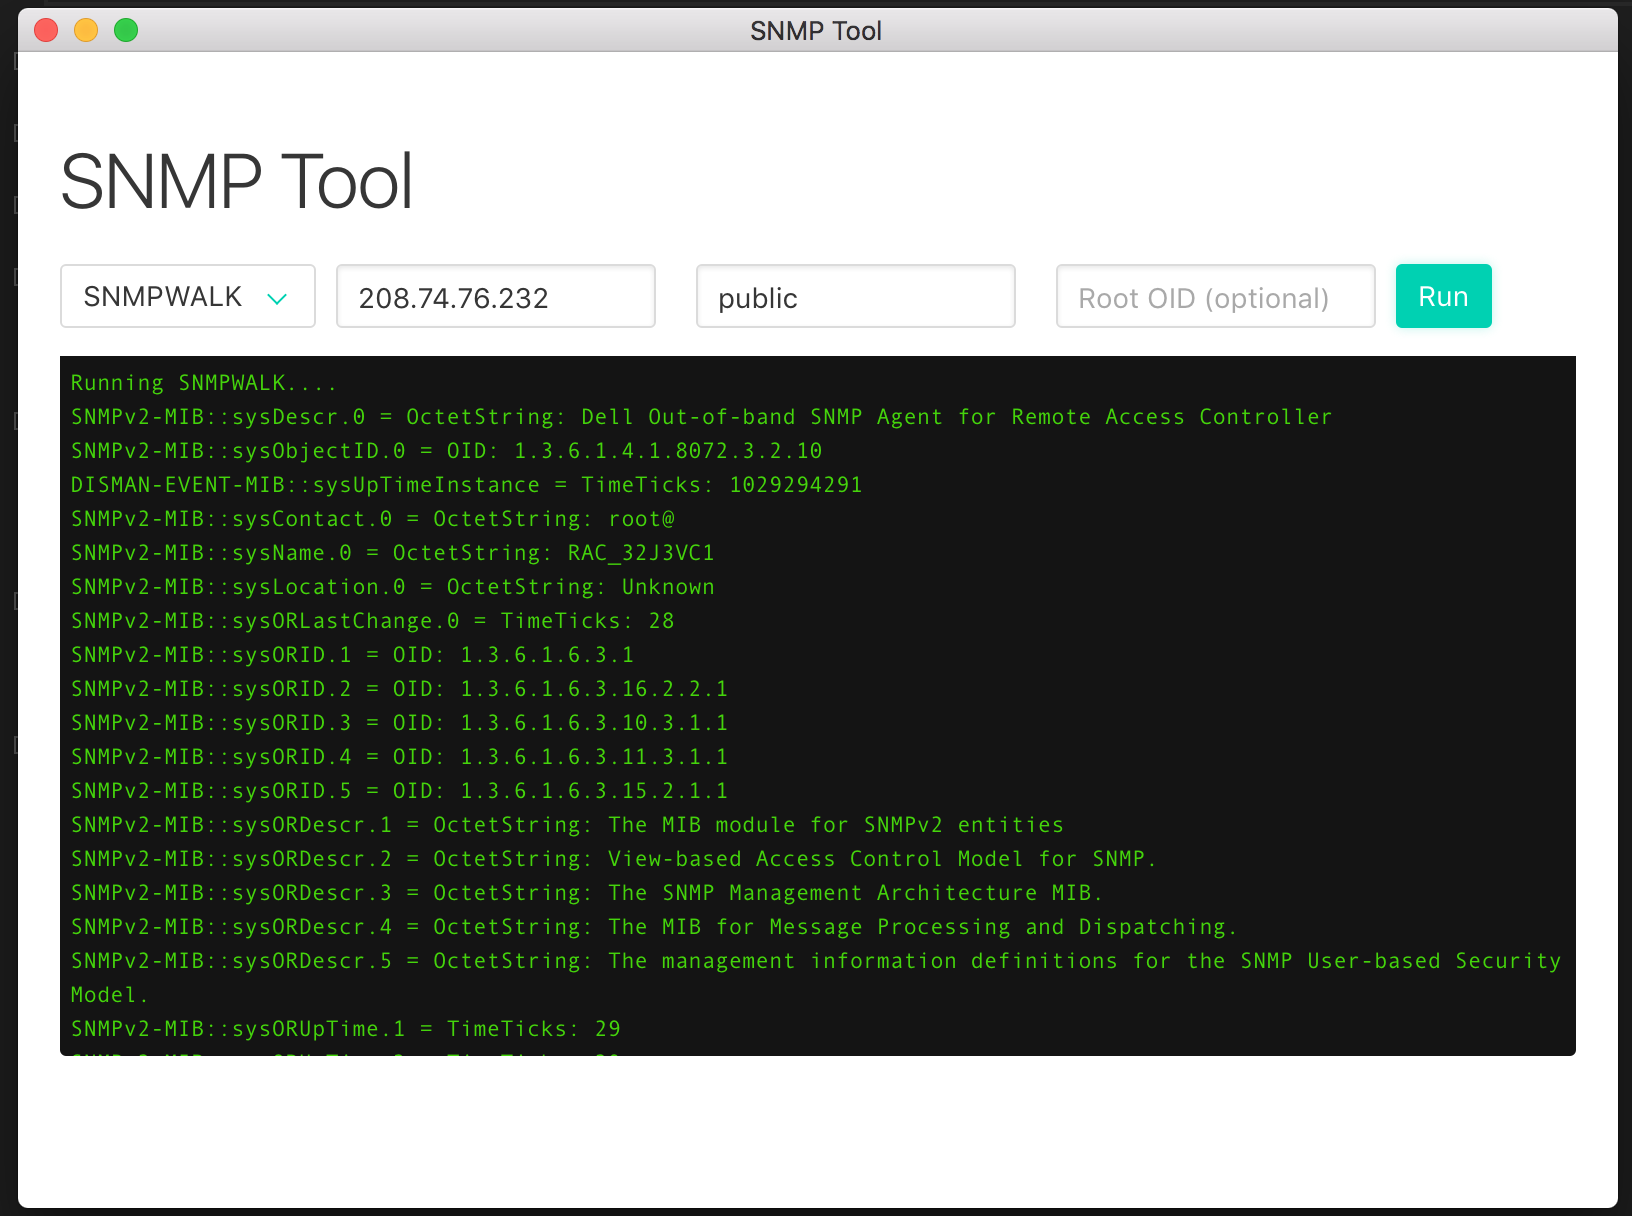 SNMP Tool
SNMP Tool
SNMPWALK 208.74.76.232 public Root OID (optional) Run
Running SNMPWALK....
SNMPv2-MIB::sysDescr.0 = OctetString: Dell Out-of-band SNMP Agent for Remote Access Controller
SNMPv2-MIB::sysObjectID.0 = OID: 1.3.6.1.4.1.8072.3.2.10
DISMAN-EVENT-MIB::sysUpTimeInstance = TimeTicks: 1029294291
SNMPv2-MIB::sysContact.0 = OctetString: root@
SNMPv2-MIB::sysName.0 = OctetString: RAC_32J3VC1
SNMPv2-MIB::sysLocation.0 = OctetString: Unknown
SNMPv2-MIB::sysORLastChange.0 = TimeTicks: 28
SNMPv2-MIB::sysORID.1 = OID: 1.3.6.1.6.3.1
SNMPv2-MIB::sysORID.2 = OID: 1.3.6.1.6.3.16.2.2.1
SNMPv2-MIB::sysORID.3 = OID: 1.3.6.1.6.3.10.3.1.1
SNMPv2-MIB::sysORID.4 = OID: 1.3.6.1.6.3.11.3.1.1
SNMPv2-MIB::sysORID.5 = OID: 1.3.6.1.6.3.15.2.1.1
SNMPv2-MIB::sysORDescr.1 = OctetString: The MIB module for SNMPv2 entities
SNMPv2-MIB::sysORDescr.2 = OctetString: View-based Access Control Model for SNMP.
SNMPv2-MIB::sysORDescr.3 = OctetString: The SNMP Management Architecture MIB.
SNMPv2-MIB::sysORDescr.4 = OctetString: The MIB for Message Processing and Dispatching.
SNMPv2-MIB::sysORDescr.5 = OctetString: The management information definitions for the SNMP User-based Security
Model.
SNMPv2-MIB::sysORUpTime.1 = TimeTicks: 29